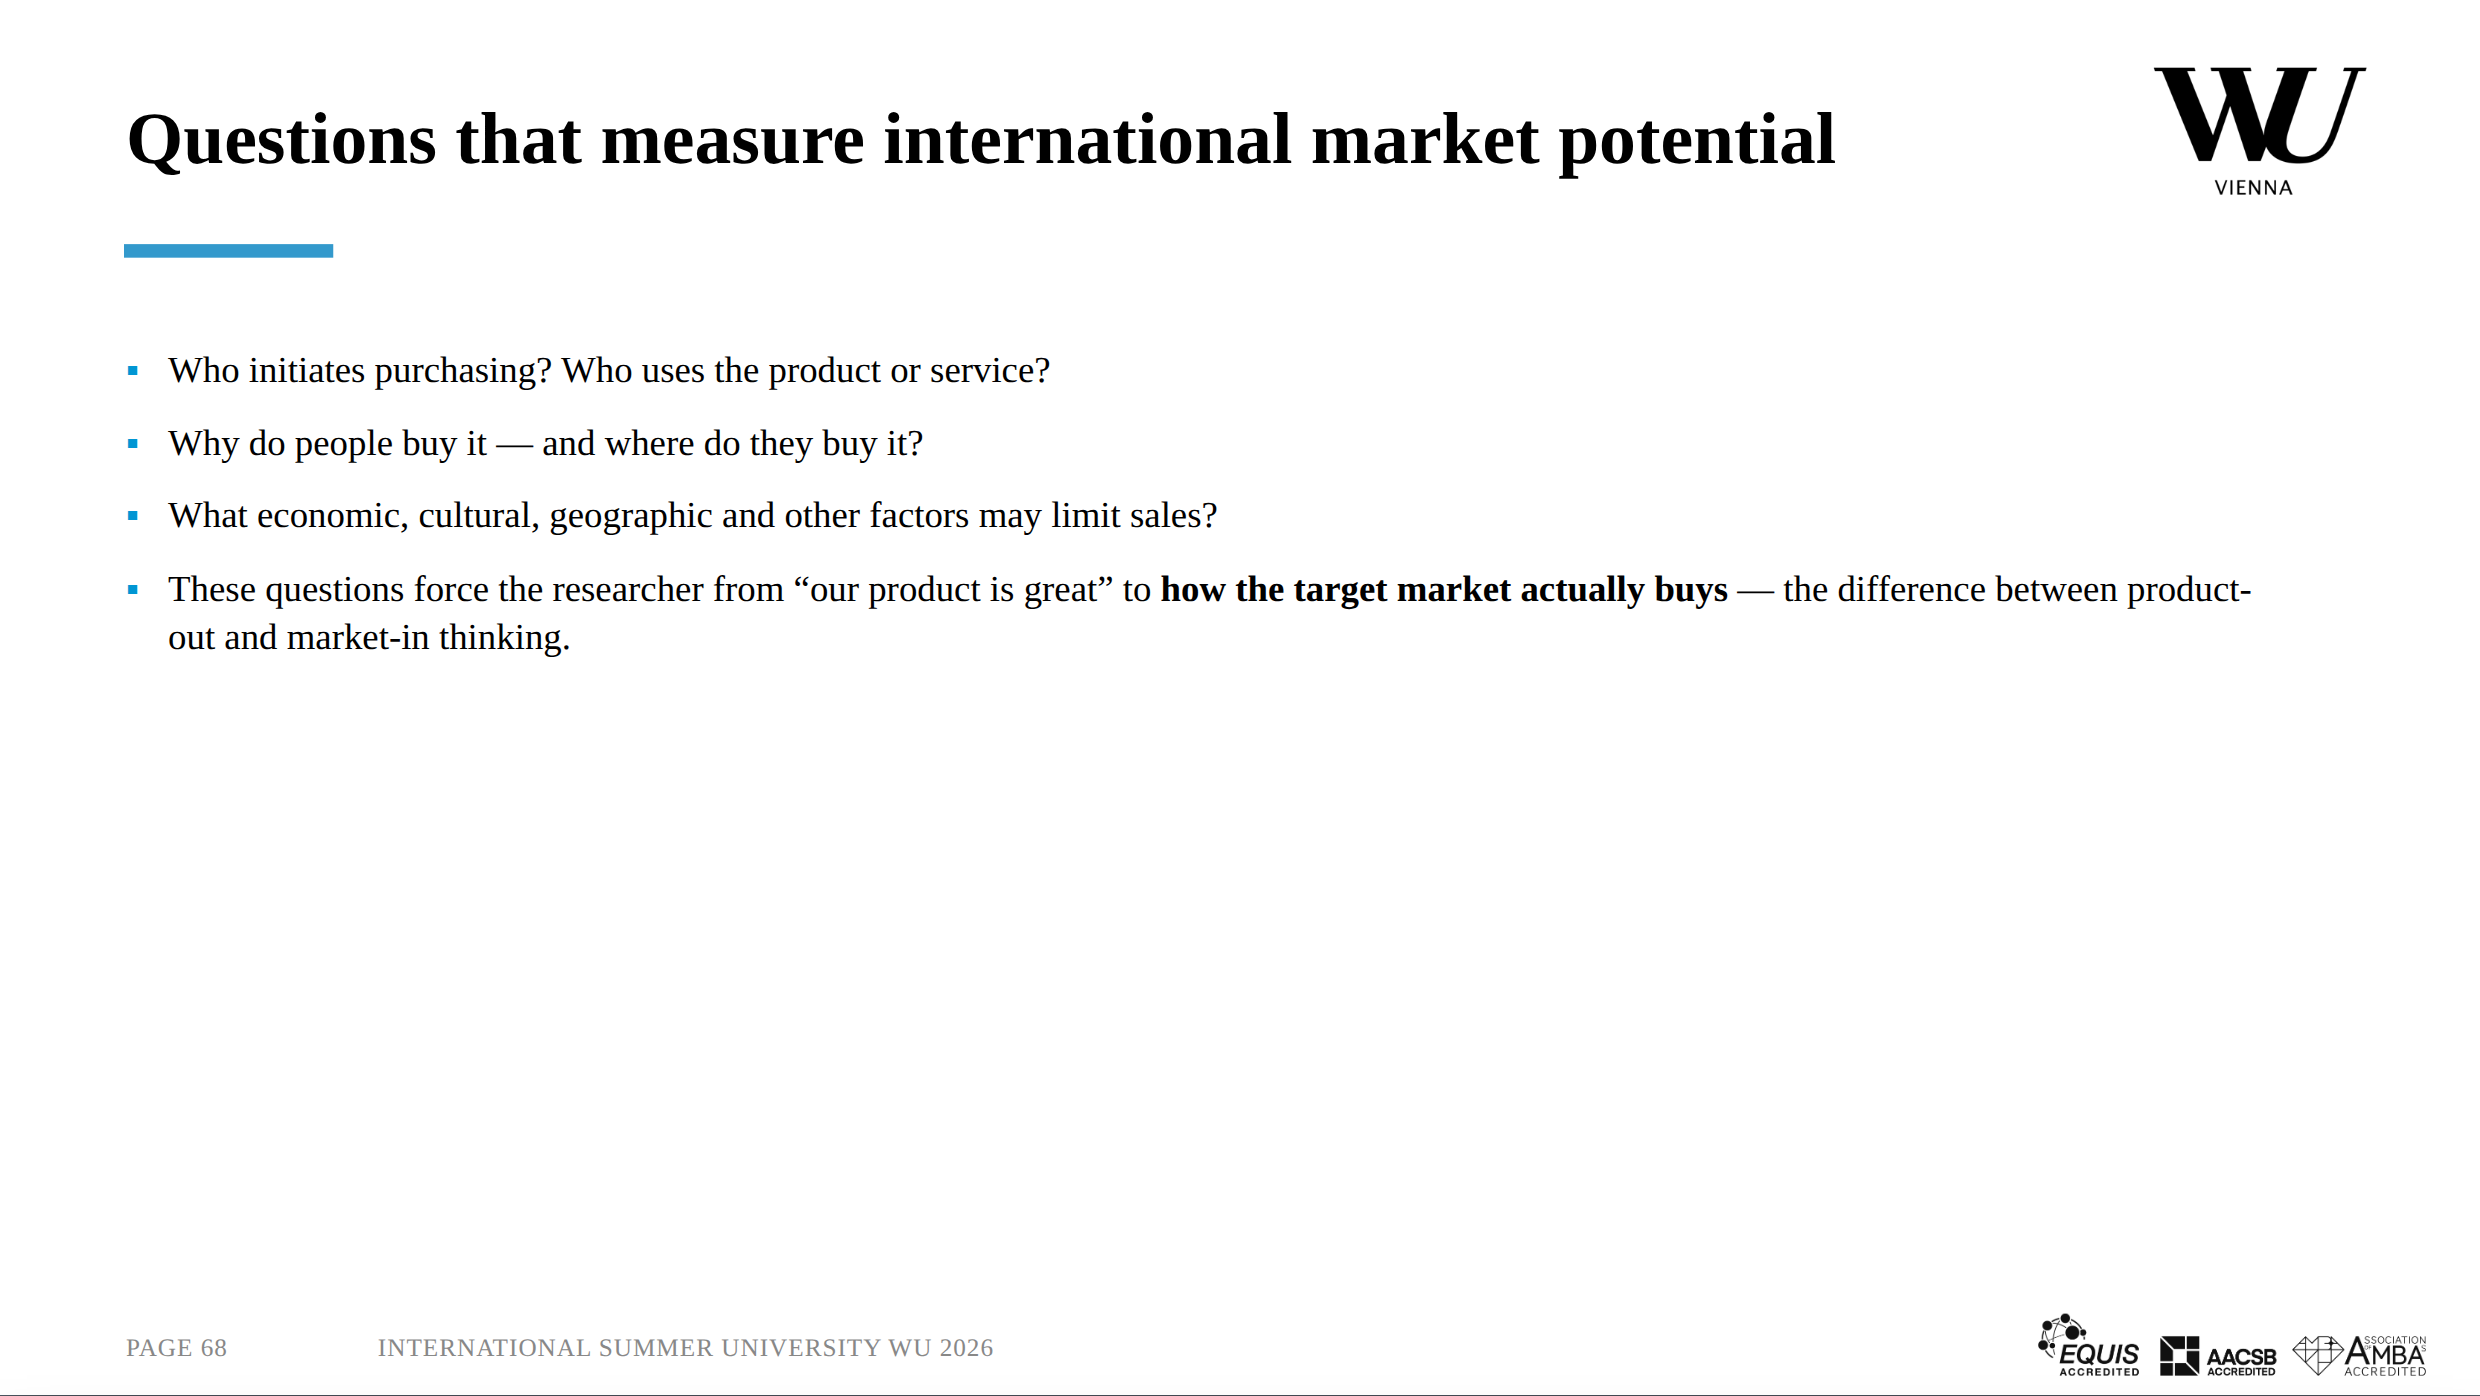 Questions that measure international market potential
WU
VIENNA
▪ Who initiates purchasing? Who uses the product or service?
▪ Why do people buy it — and where do they buy it?
▪ What economic, cultural, geographic and other factors may limit sales?
▪ These questions force the researcher from “our product is great” to how the target market actually buys — the difference between product-
out and market-in thinking.
PAGE 68 INTERNATIONAL SUMMER UNIVERSITY WU 2026
EQUIS
ACCREDITED
AACSB
ACCREDITED
ASSOCIATION
OF
AMBAS
ACCREDITED